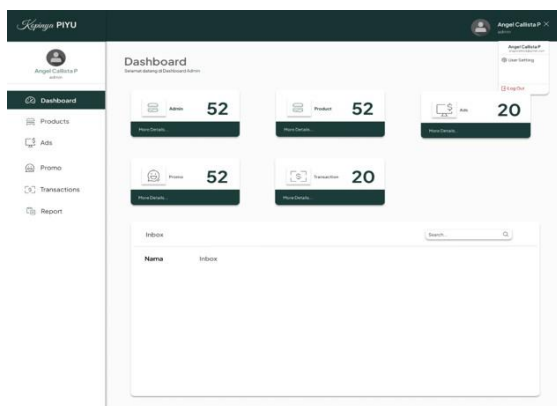 Kopinya PIYU
Angel Callista P
admin
Angel Callista P
User Setting
Log Out
Angel Callista P
admin
Dashboard
Products
Ads
Promo
Transactions
Report
Dashboard
Selamat datang di Dashboard Admin
Admin 52
More Details...
Product 52
More Details...
Ads 20
More Details...
Promo 52
More Details...
Transaction 20
More Details...
Inbox
Search...
Nama Inbox